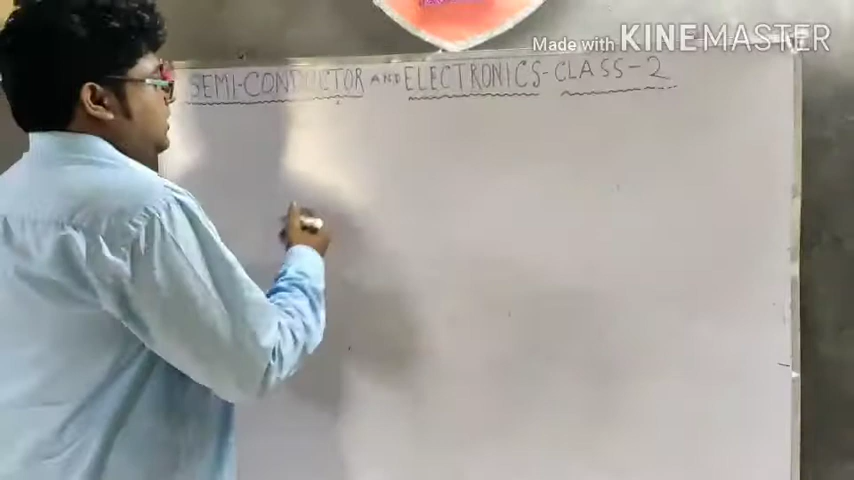 Made with KINEMASTER
SEMI-CONDUCTOR AND ELECTRONICS- CLASS-2